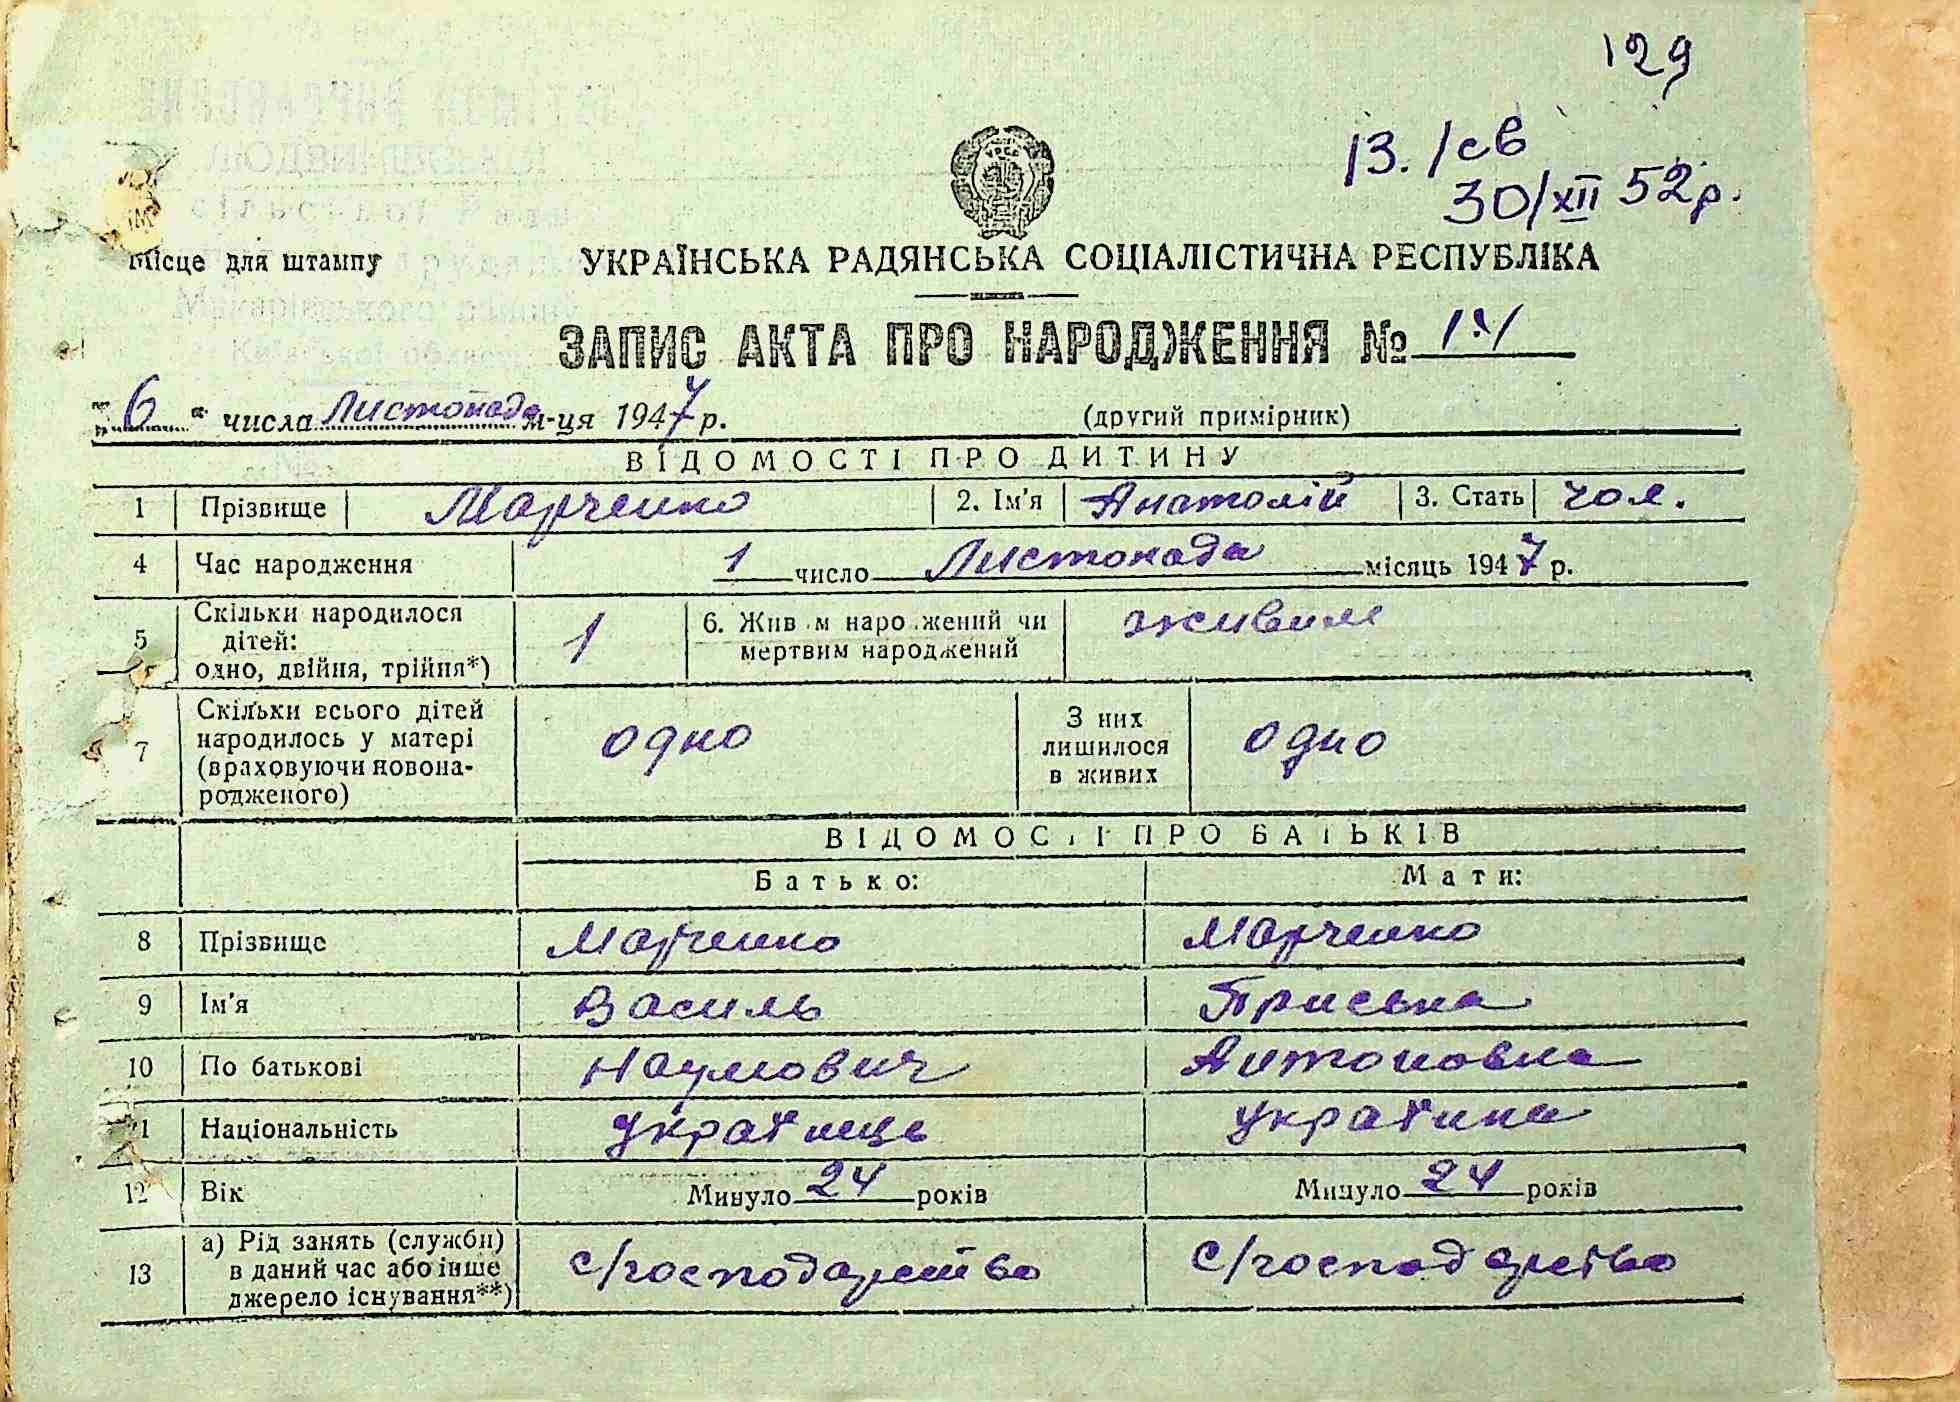 129
13. / св
30/XII 52 р.
УРСР
Місце для штампу
УКРАЇНСЬКА РАДЯНСЬКА СОЦІАЛІСТИЧНА РЕСПУБЛІКА
ЗАПИС АКТА ПРО НАРОДЖЕННЯ №
„6“ числа Листопада м-ця 1947 р. (другий примірник)
ВІДОМОСТІ ПРО ДИТИНУ
1 Прізвище Марченко 2. Ім'я Анатолій 3. Стать чол.
4 Час народження 1 число Листопада місяць 1947 р.
5 Скільки народилося дітей: одно, двійня, трійня*) 1 6. Живим народжений чи мертвим народжений живим
7 Скільки всього дітей народилось у матері (враховуючи новонародженого) одно З них лишилося в живих одно
ВІДОМОСТІ ПРО БАТЬКІВ
Батько: Мати:
8 Прізвище Марченко Марченко
9 Ім'я Василь Приська
10 По батькові Наумович Антоновна
11 Національність Українець Українка
12 Вік Минуло 24 років Минуло 24 років
13 а) Рід занять (служби) в даний час або інше джерело існування**) с/господарство с/господарство